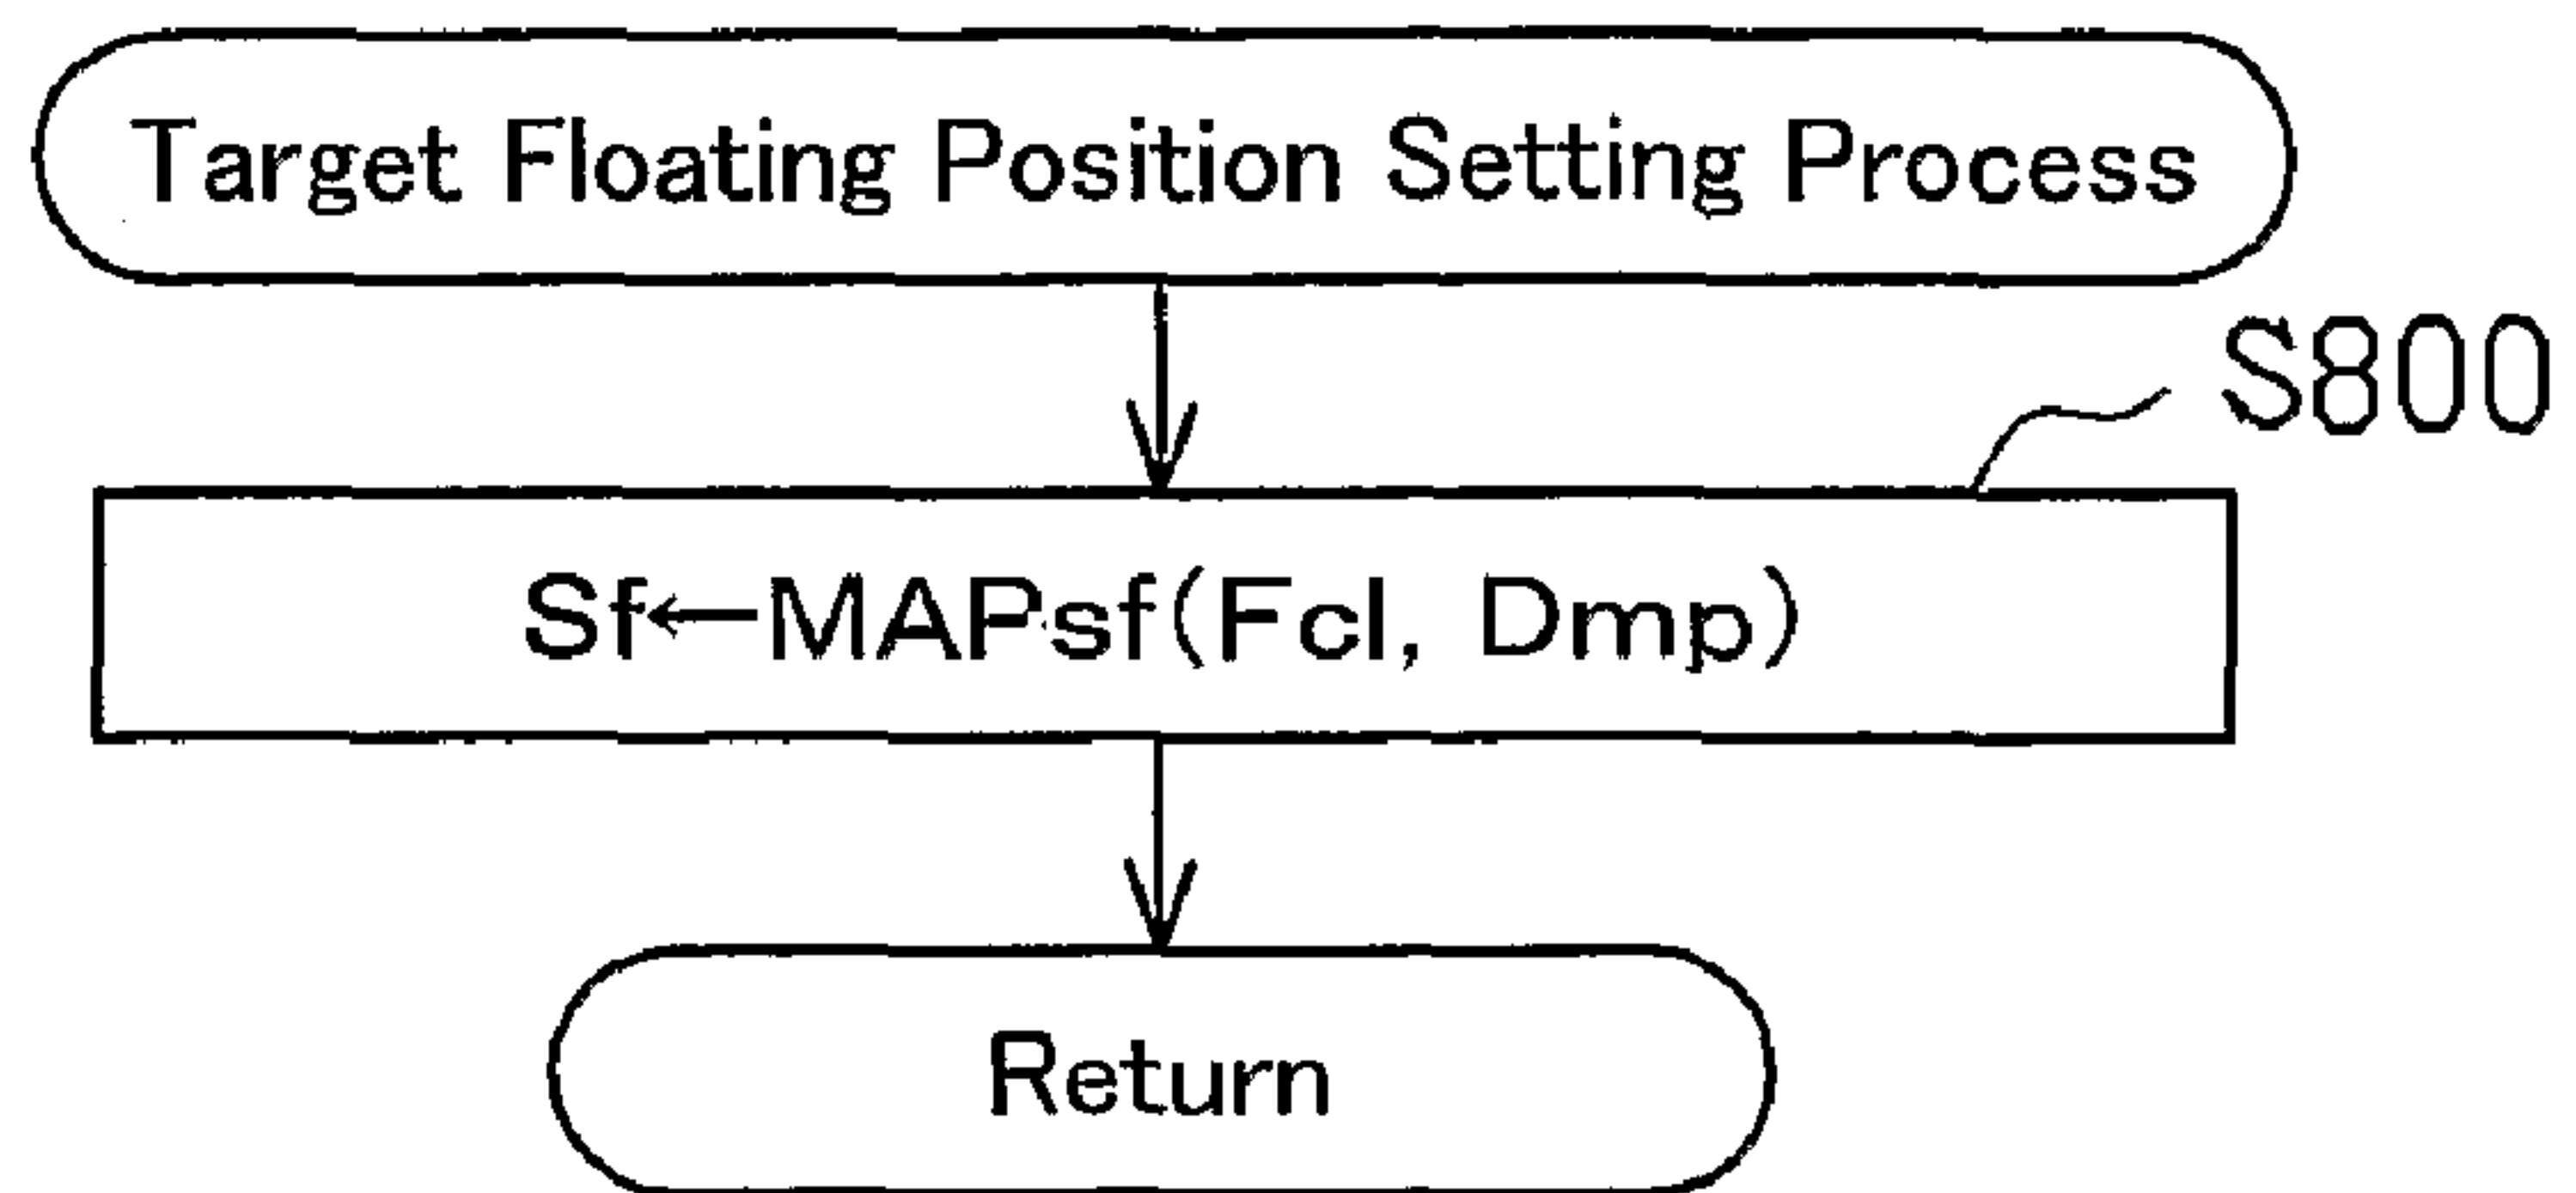 Target Floating Position Setting Process
S800
Sf←MAPsf(Fcl, Dmp)
Return